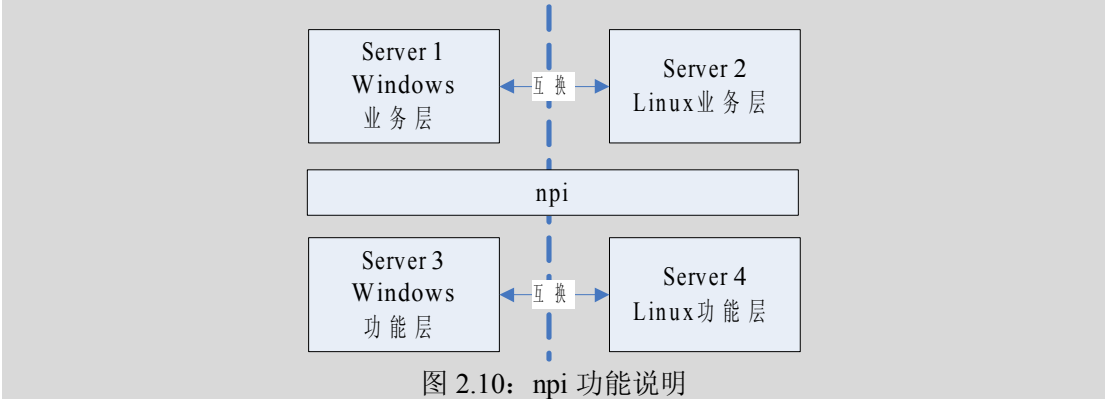 Server 1
Windows
业务层
互换
Server 2
Linux业务层
npi
Server 3
Windows
功能层
互换
Server 4
Linux功能层
图 2.10：npi 功能说明